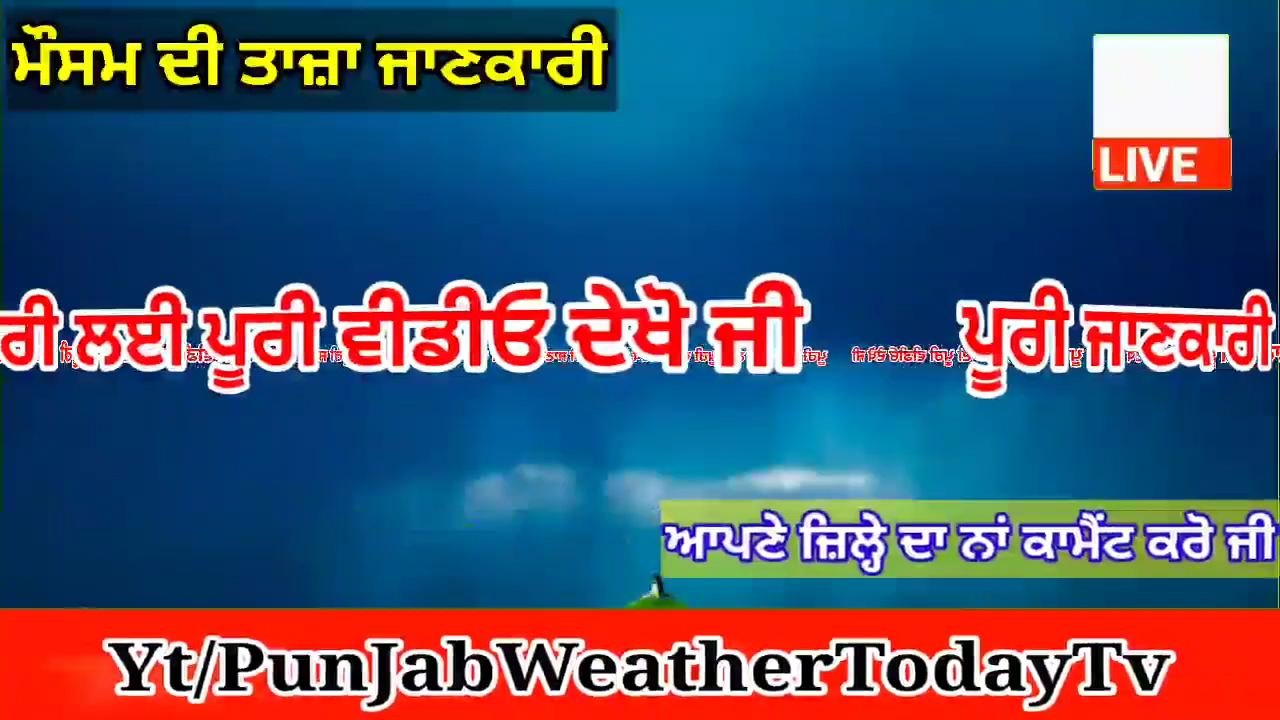 ਮੌਸਮ ਦੀ ਤਾਜ਼ਾ ਜਾਣਕਾਰੀ
LIVE
ਰੀ ਲਈ ਪੂਰੀ ਵੀਡੀਓ ਦੇਖੋ ਜੀ ਪੂਰੀ ਜਾਣਕਾਰੀ
ਆਪਣੇ ਜ਼ਿਲ੍ਹੇ ਦਾ ਨਾਂ ਕਾਮੈਂਟ ਕਰੋ ਜੀ
Yt/PunJabWeatherTodayTv